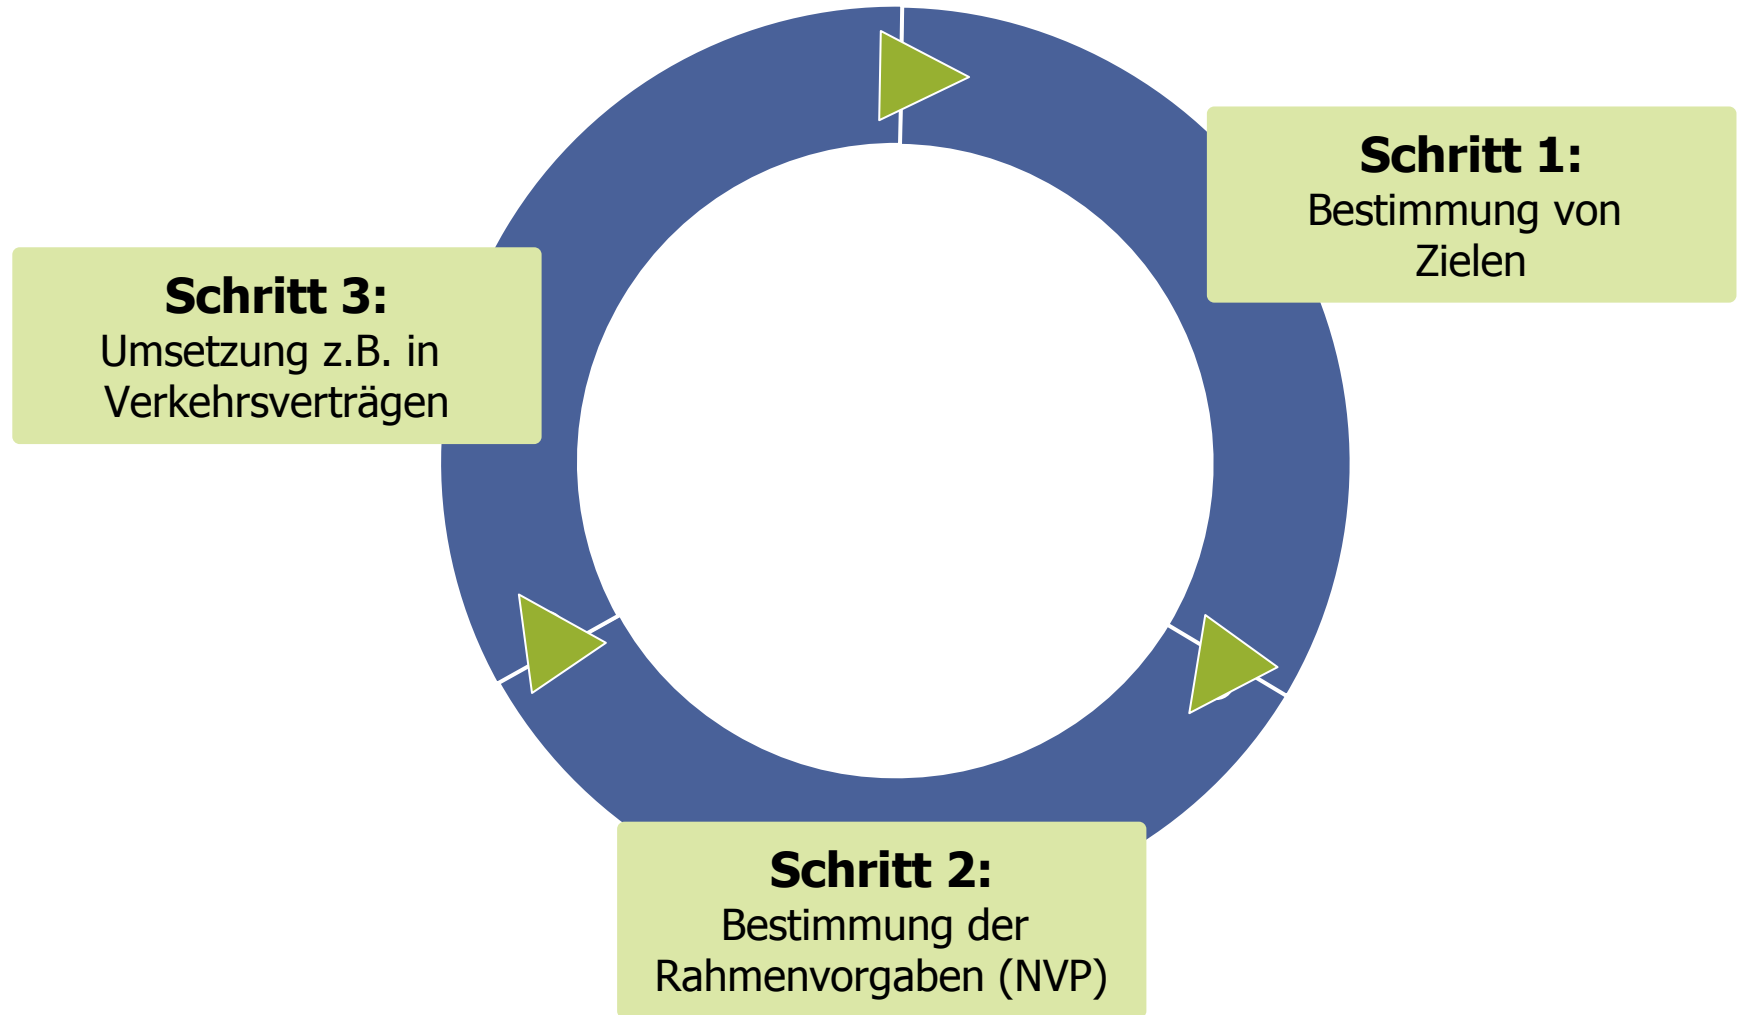 Schritt 1:
Bestimmung von
Zielen
Schritt 3:
Umsetzung z.B. in
Verkehrsverträgen
Schritt 2:
Bestimmung der
Rahmenvorgaben (NVP)